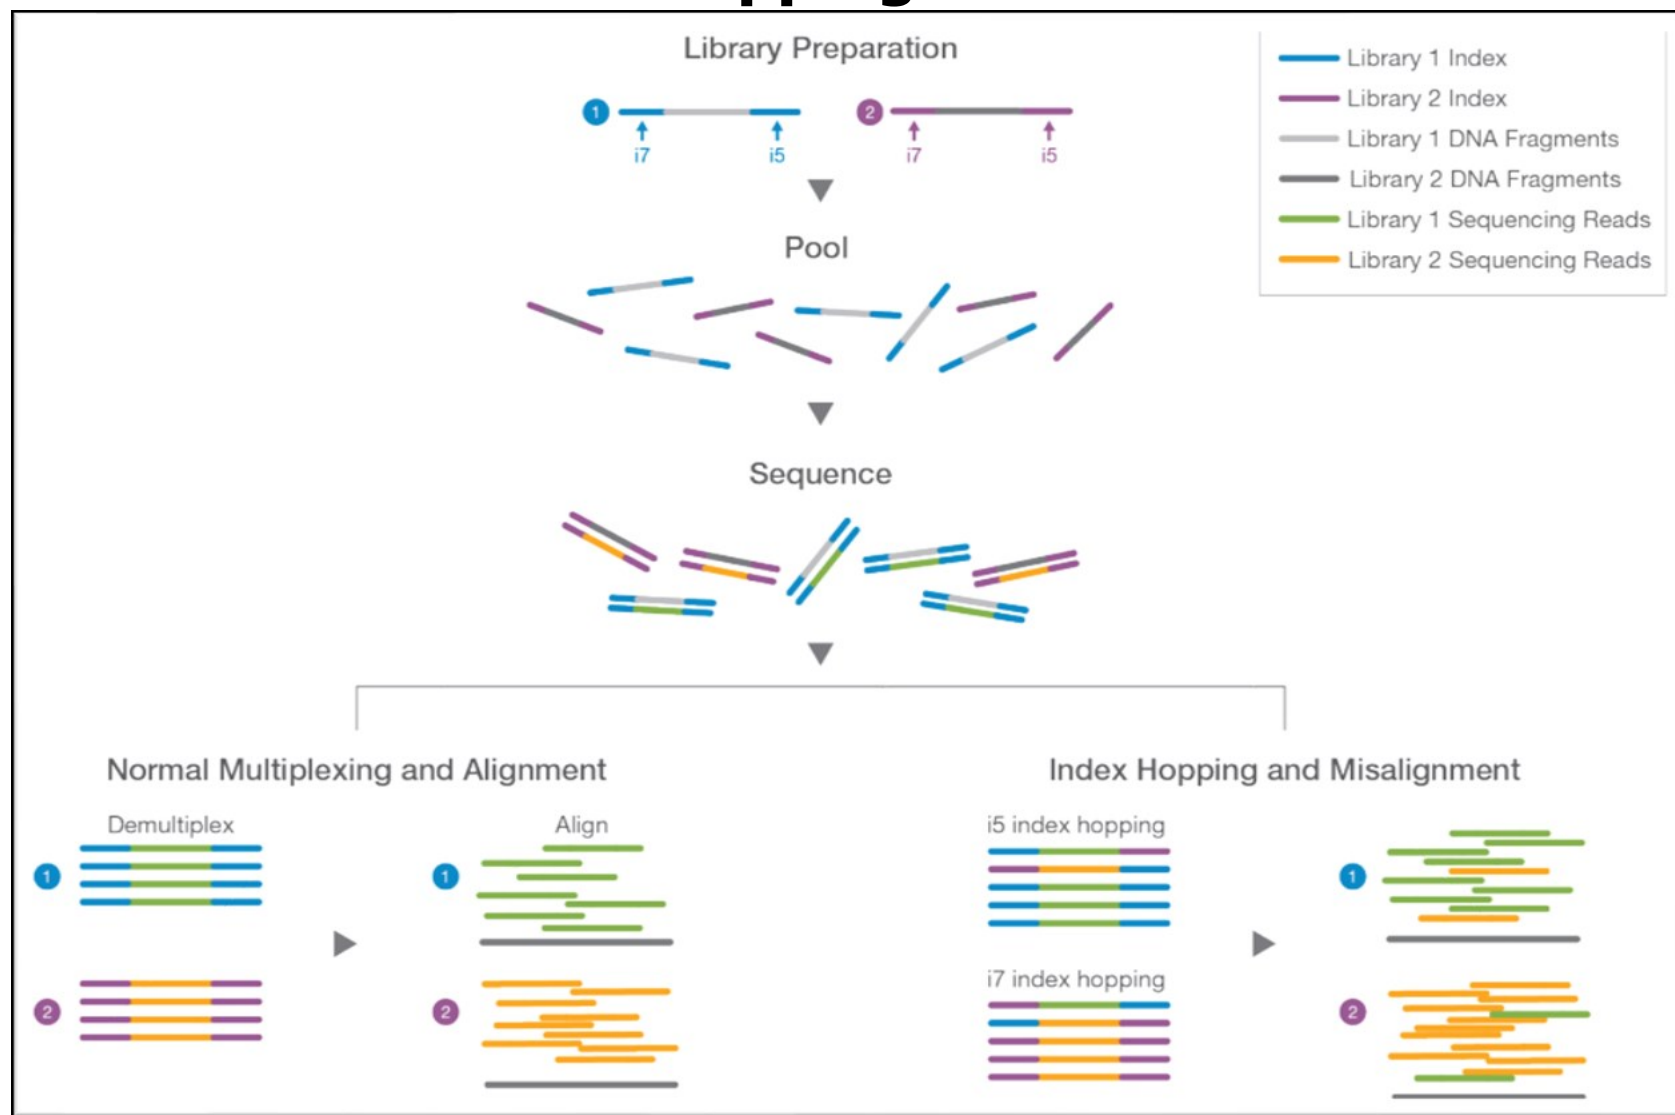 Library Preparation
1
2
i7
i5
i7
i5
Library 1 Index
Library 2 Index
Library 1 DNA Fragments
Library 2 DNA Fragments
Library 1 Sequencing Reads
Library 2 Sequencing Reads
Pool
Sequence
Normal Multiplexing and Alignment
Demultiplex
Align
1
1
2
2
Index Hopping and Misalignment
i5 index hopping
1
i7 index hopping
2